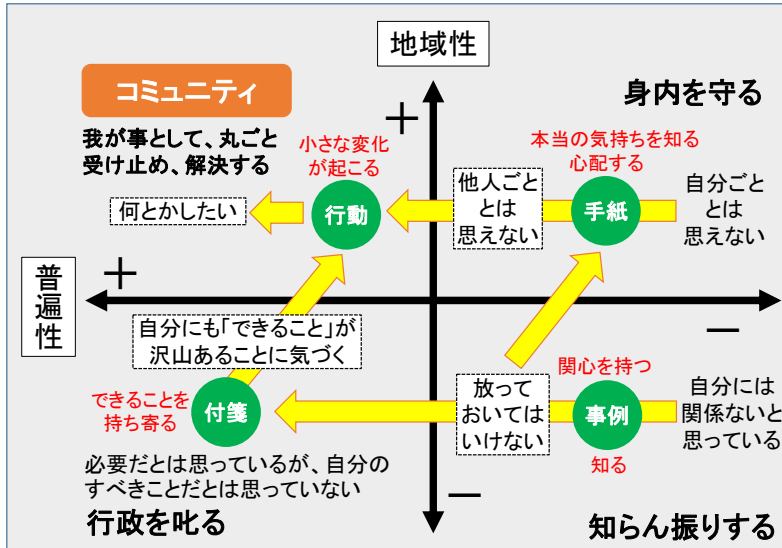 地域性
コミュニティ
身内を守る
我が事として、丸ごと
受け止め、解決する
小さな変化
が起こる
本当の気持ちを知る
心配する
＋
何とかしたい
行動
他人ごと
とは
思えない
手紙
自分ごと
とは
思えない
普遍性
＋
－
自分にも「できること」が
沢山あることに気づく
できることを
持ち寄る
付箋
放って
おいては
いけない
関心を持つ
事例
知る
自分には
関係ないと
思っている
必要だとは思っているが、自分の
すべきことだとは思っていない
－
行政を叱る
知らん振りする